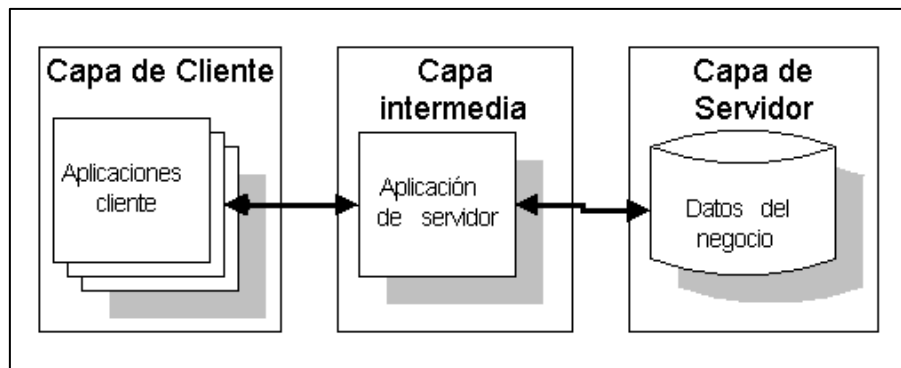 Capa de Cliente
Aplicaciones
cliente
Capa
intermedia
Aplicación
de servidor
Capa de
Servidor
Datos del
negocio